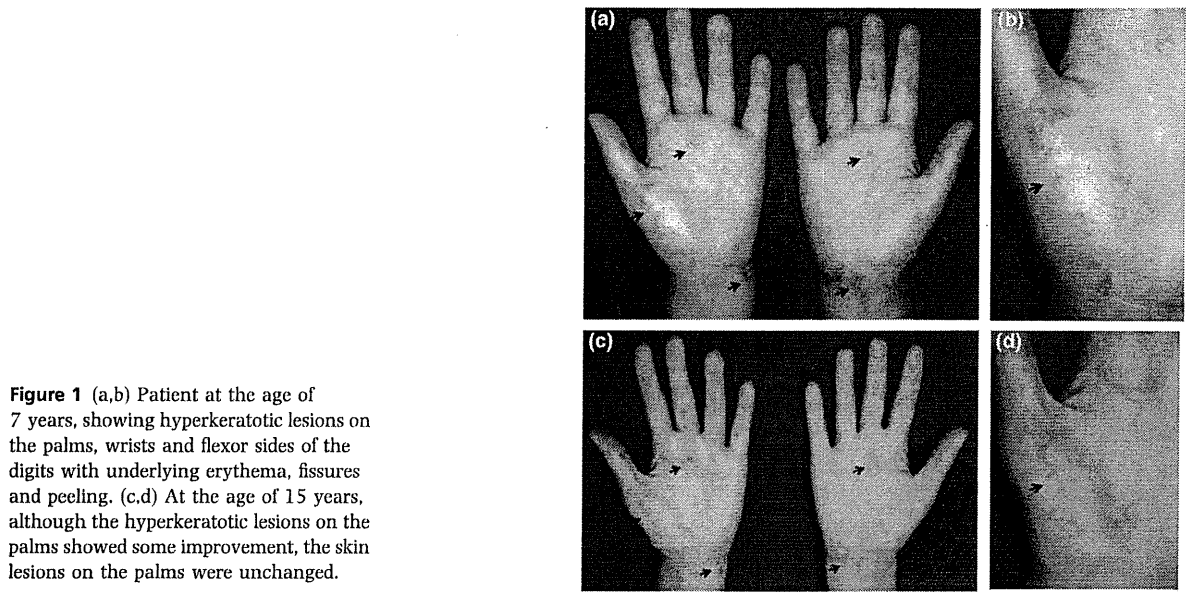 (a)
(b)
(c)
(d)
Figure 1 (a,b) Patient at the age of
7 years, showing hyperkeratotic lesions on
the palms, wrists and flexor sides of the
digits with underlying erythema, fissures
and peeling. (c,d) At the age of 15 years,
although the hyperkeratotic lesions on the
palms showed some improvement, the skin
lesions on the palms were unchanged.